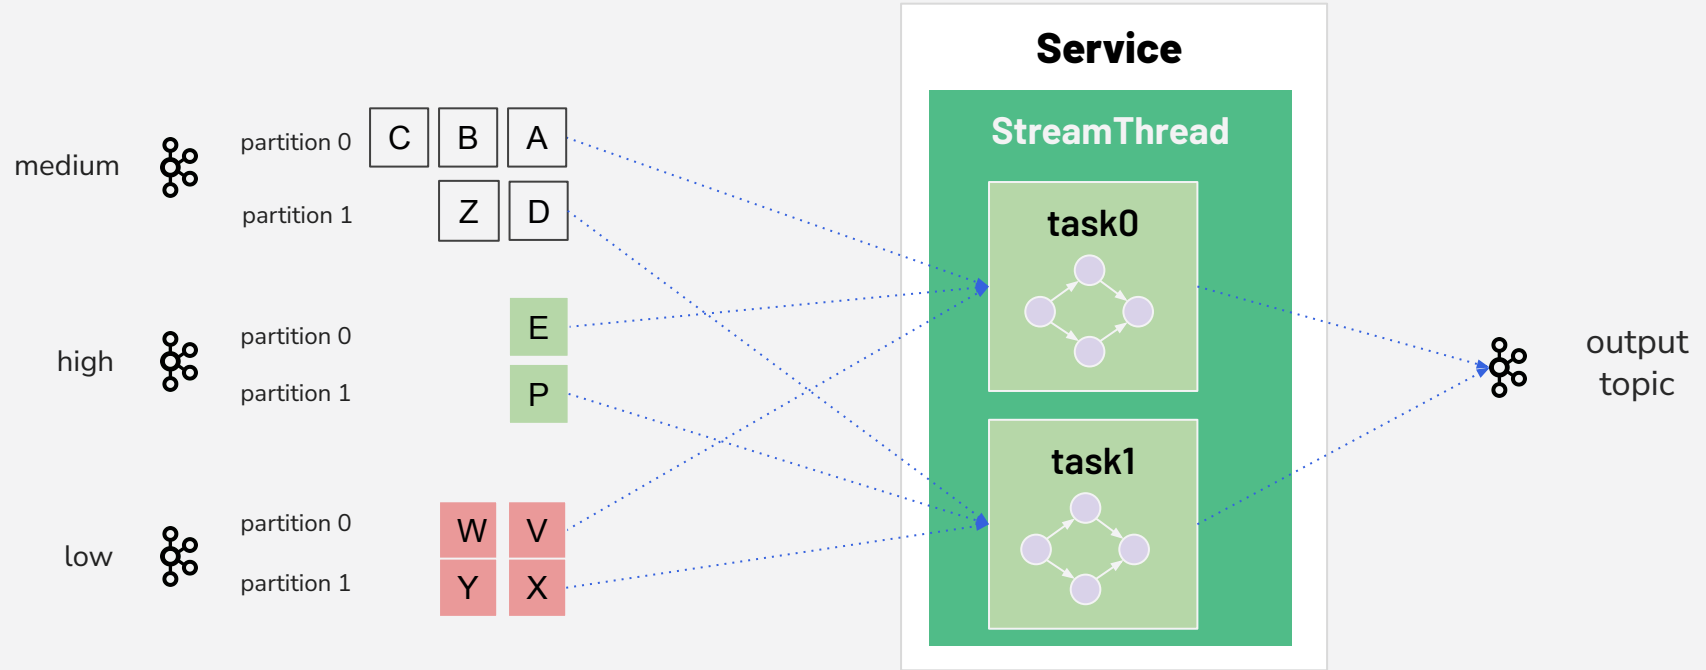 medium
partition 0
C B A
partition 1
Z D
high
partition 0
E
partition 1
P
low
partition 0
W V
partition 1
Y X
Service
StreamThread
task0
task1
output
topic